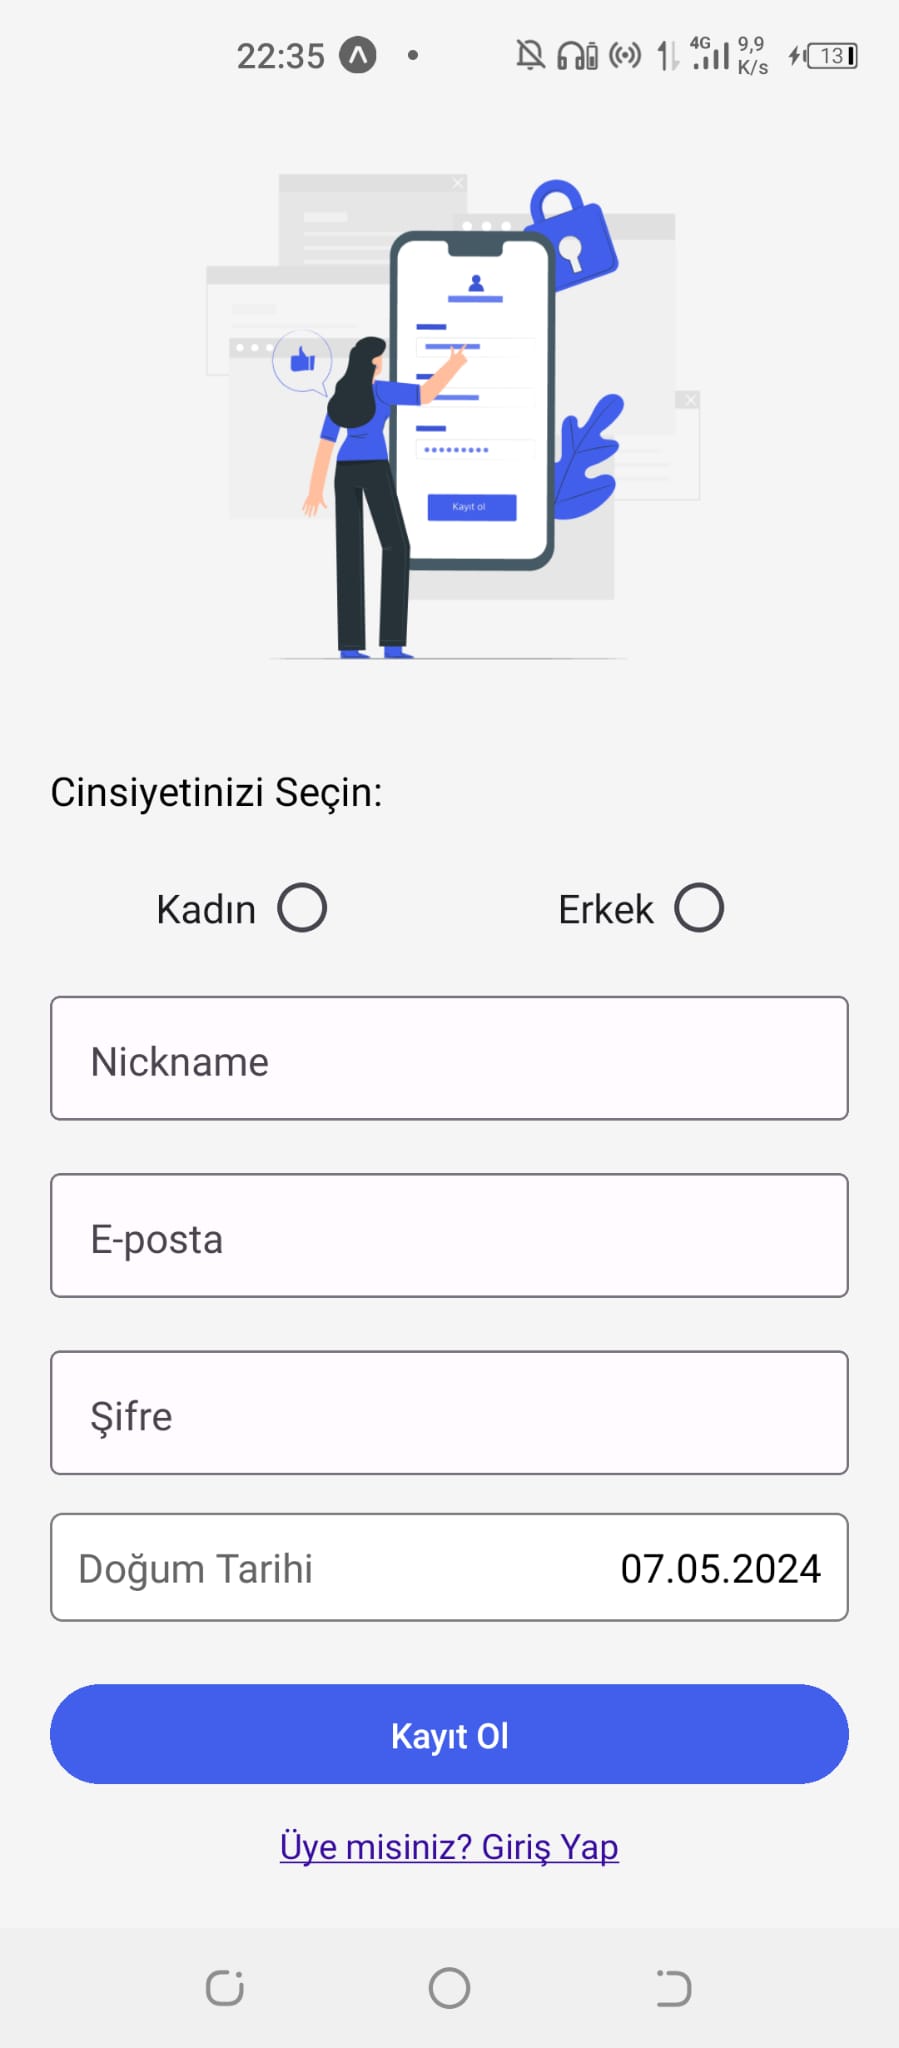 22:35
4G 9,9 K/s 13
Kayıt ol
Cinsiyetinizi Seçin:
Kadın Erkek
Nickname
E-posta
Şifre
Doğum Tarihi 07.05.2024
Kayıt Ol
Üye misiniz? Giriş Yap